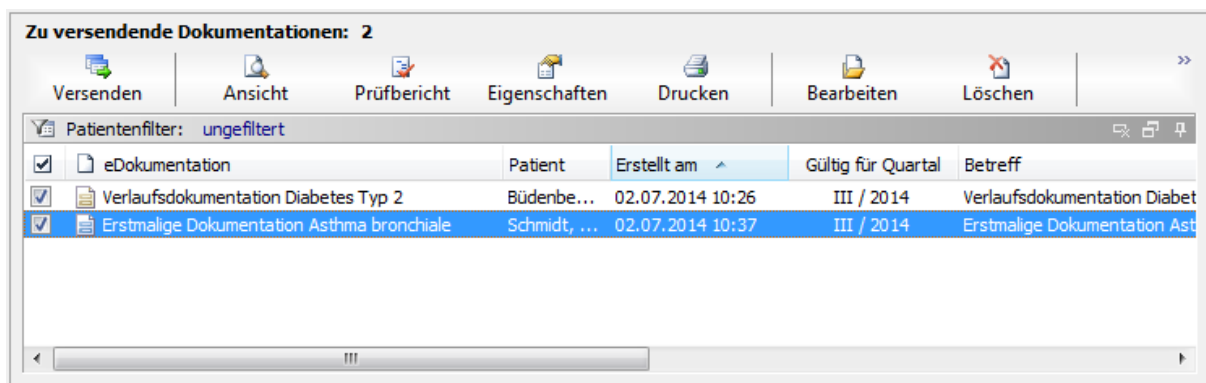 Zu versendende Dokumentationen: 2
Versenden Ansicht Prüfbericht Eigenschaften Drucken Bearbeiten Löschen
Patientenfilter: ungefiltert
eDokumentation Patient Erstellt am Gültig für Quartal Betreff
Verlaufsdokumentation Diabetes Typ 2 Büdenbe... 02.07.2014 10:26 III / 2014 Verlaufsdokumentation Diabet
Erstmalige Dokumentation Asthma bronchiale Schmidt, ... 02.07.2014 10:37 III / 2014 Erstmalige Dokumentation Ast